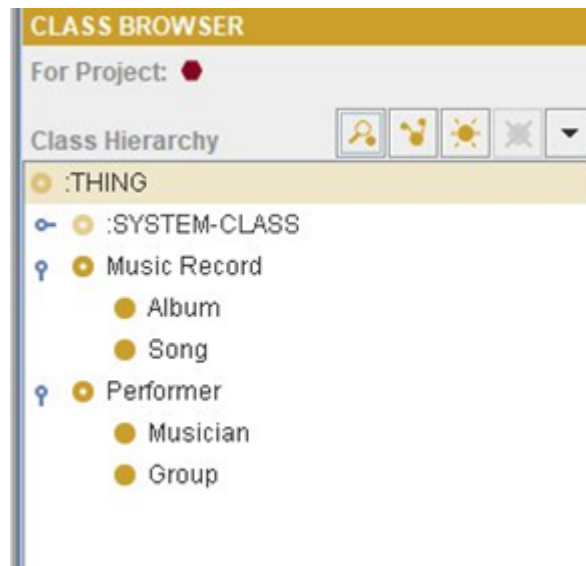 CLASS BROWSER
For Project:
Class Hierarchy
:THING
:SYSTEM-CLASS
Music Record
Album
Song
Performer
Musician
Group